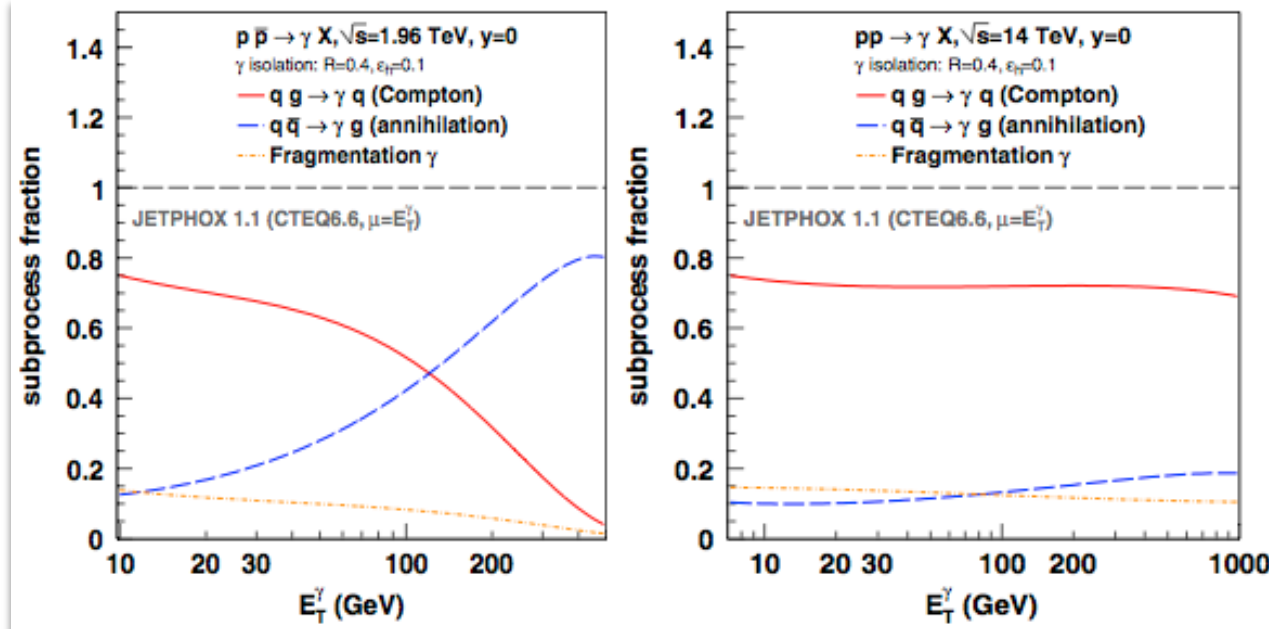 p p̅ → γ X, √s=1.96 TeV, y=0
γ isolation: R=0.4, εₕ=0.1
q g → γ q (Compton)
q q̅ → γ g (annihilation)
Fragmentation γ
JETPHOX 1.1 (CTEQ6.6, μ=E_T^γ)
subprocess fraction
1.4
1.2
1
0.8
0.6
0.4
0.2
0
10 20 30 100 200
E_T^γ (GeV)
pp → γ X, √s=14 TeV, y=0
γ isolation: R=0.4, εₕ=0.1
q g → γ q (Compton)
q q̅ → γ g (annihilation)
Fragmentation γ
JETPHOX 1.1 (CTEQ6.6, μ=E_T^γ)
subprocess fraction
1.4
1.2
1
0.8
0.6
0.4
0.2
0
10 20 30 100 200 1000
E_T^γ (GeV)